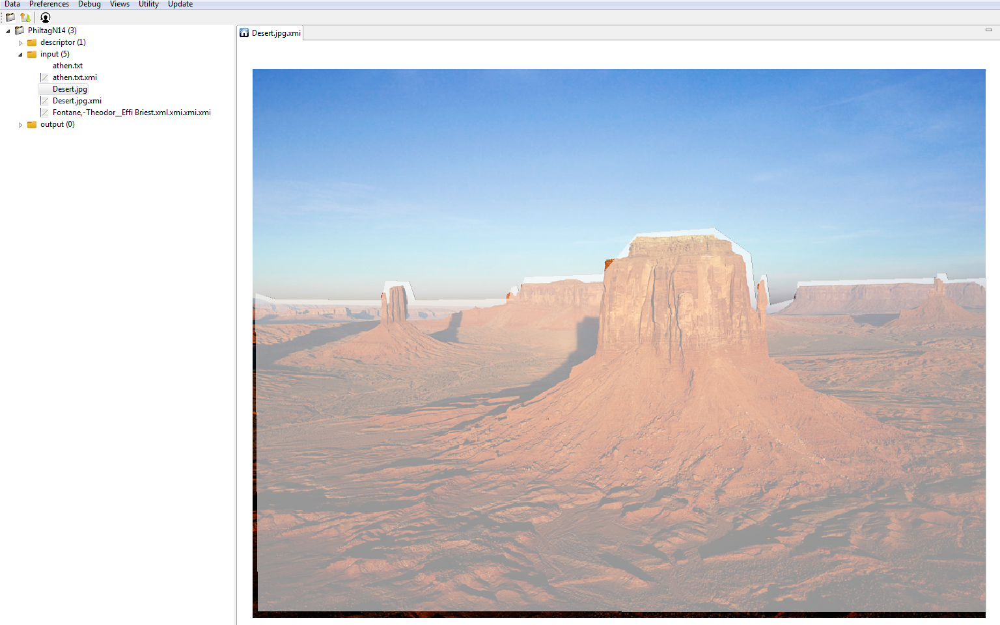 Data Preferences Debug Views Utility Update
PhiltagN14 (3)
descriptor (1)
input (5)
athen.txt
athen.txt.xmi
Desert.jpg
Desert.jpg.xmi
Fontane,-Theodor__Effi Briest.xml.xmi.xmi.xmi
output (0)
Desert.jpg.xmi